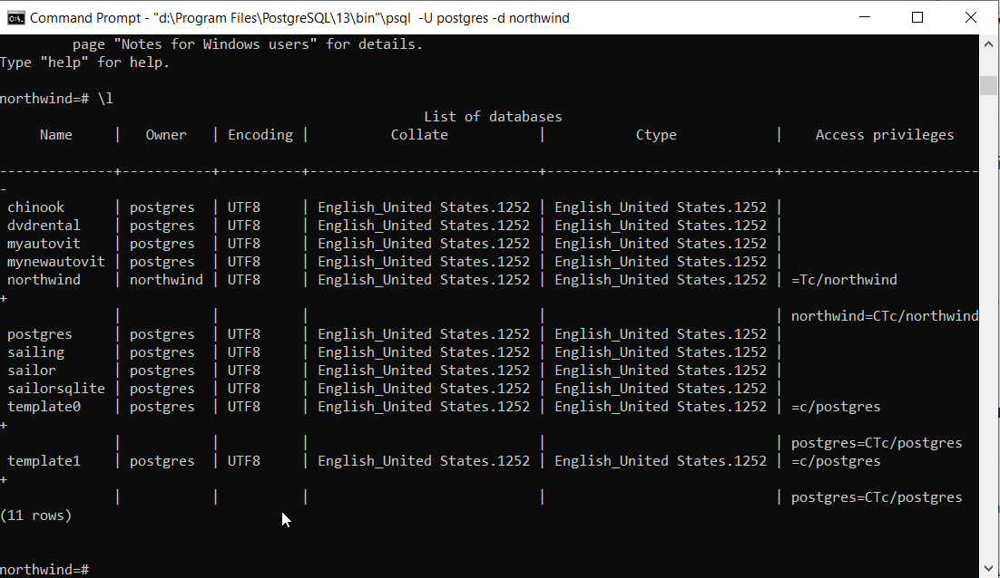 Command Prompt - "d:\Program Files\PostgreSQL\13\bin"\psql  -U postgres -d northwind
         page "Notes for Windows users" for details.
Type "help" for help.
northwind=# \l
                                                    List of databases
     Name     |   Owner   | Encoding |          Collate           |           Ctype            |    Access privileges
--------------+-----------+----------+----------------------------+----------------------------+------------------------
-
 chinook      | postgres  | UTF8     | English_United States.1252 | English_United States.1252 |
 dvdrental    | postgres  | UTF8     | English_United States.1252 | English_United States.1252 |
 myautovit    | postgres  | UTF8     | English_United States.1252 | English_United States.1252 |
 mynewautovit | postgres  | UTF8     | English_United States.1252 | English_United States.1252 |
 northwind    | northwind | UTF8     | English_United States.1252 | English_United States.1252 | =Tc/northwind
+
              |           |          |                            |                            | northwind=CTc/northwind
 postgres     | postgres  | UTF8     | English_United States.1252 | English_United States.1252 |
 sailing      | postgres  | UTF8     | English_United States.1252 | English_United States.1252 |
 sailor       | postgres  | UTF8     | English_United States.1252 | English_United States.1252 |
 sailorsqlite | postgres  | UTF8     | English_United States.1252 | English_United States.1252 |
 template0    | postgres  | UTF8     | English_United States.1252 | English_United States.1252 | =c/postgres
+
              |           |          |                            |                            | postgres=CTc/postgres
 template1    | postgres  | UTF8     | English_United States.1252 | English_United States.1252 | =c/postgres
+
              |           |          |                            |                            | postgres=CTc/postgres
(11 rows)
northwind=#